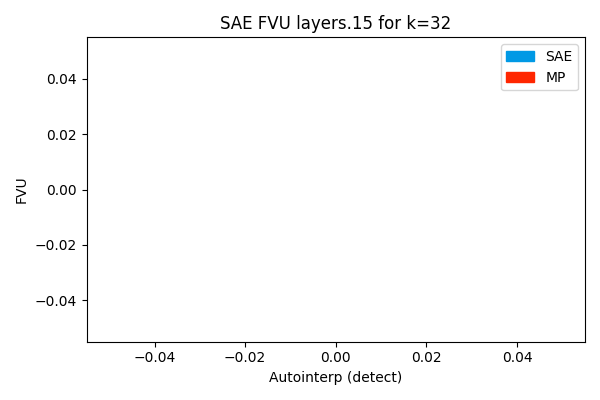 SAE FVU layers.15 for k=32
SAE
MP
0.04
0.02
0.00
−0.02
−0.04
FVU
−0.04 −0.02 0.00 0.02 0.04
Autointerp (detect)